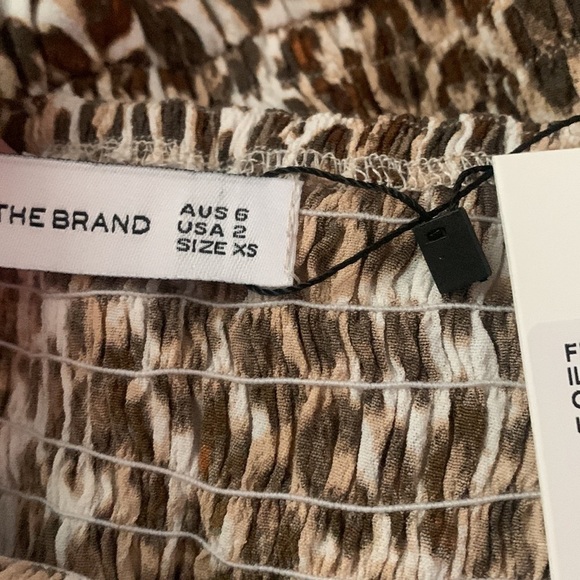 THE BRAND
AUS 6
USA 2
SIZE XS
F